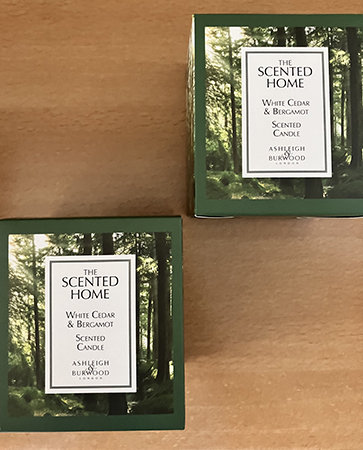 THE
SCENTED
HOME
WHITE CEDAR
& BERGAMOT
SCENTED
CANDLE
ASHLEIGH
&
BURWOOD
LONDON
THE
SCENTED
HOME
WHITE CEDAR
& BERGAMOT
SCENTED
CANDLE
ASHLEIGH
&
BURWOOD
LONDON